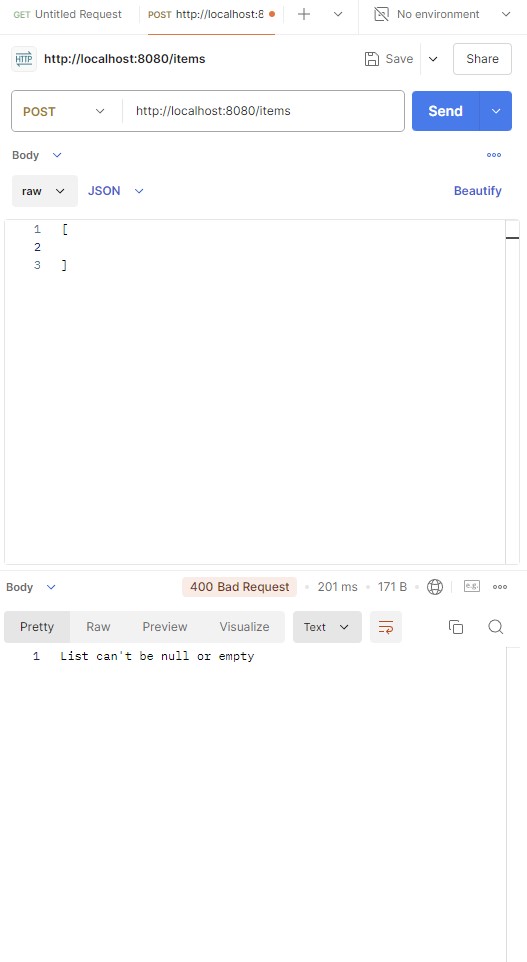 GET Untitled Request POST http://localhost:8 No environment
HTTP http://localhost:8080/items Save Share
POST http://localhost:8080/items Send
Body
raw JSON Beautify
1 [
2
3 ]
Body 400 Bad Request 201 ms 171 B e.g.
Pretty Raw Preview Visualize Text
1 List can't be null or empty